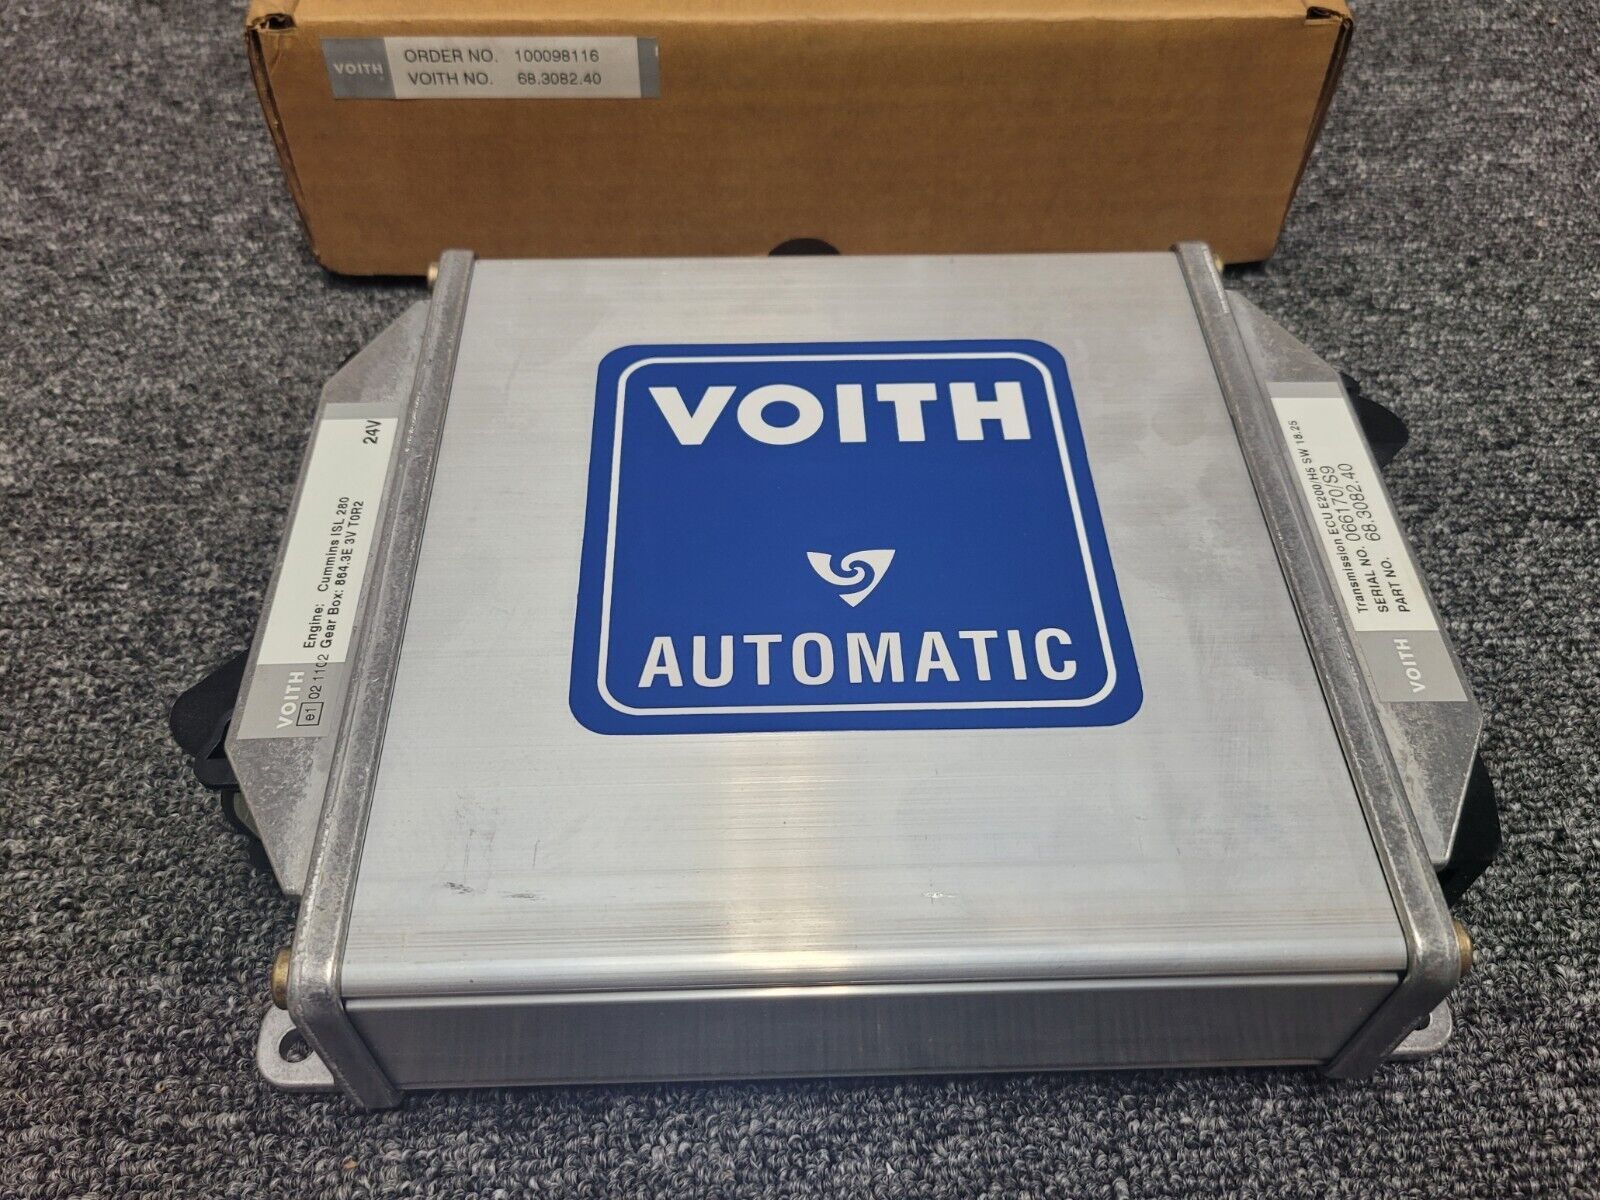 VOITH
ORDER NO. 100098116
VOITH NO. 68.3082.40
VOITH
AUTOMATIC
VOITH
e1 02 1102
Engine: Cummins ISL 280
Gear Box: 864.3E 3V T0R2
24V
VOITH
Transmission ECU E200/H5 SW 18.25
SERIAL NO. 066170/S9
PART NO. 68.3082.40